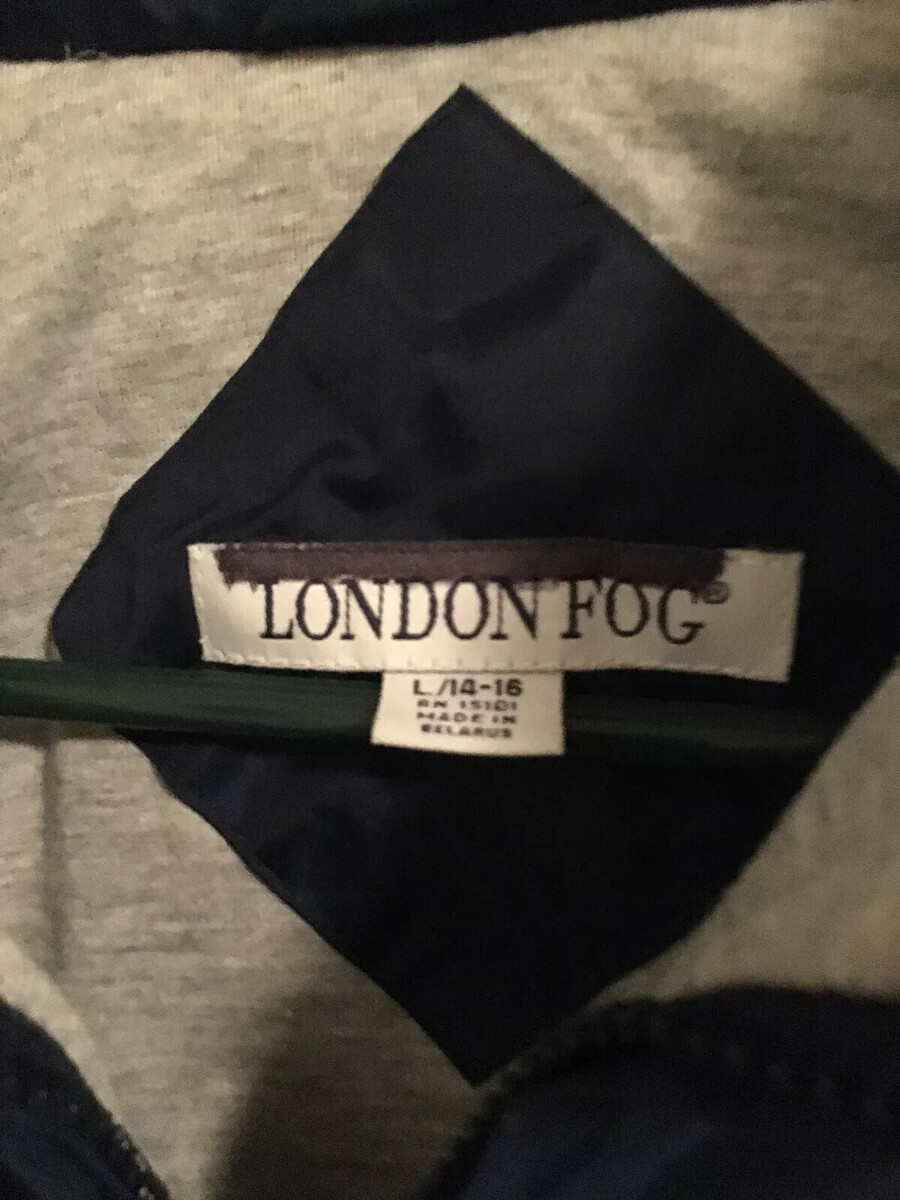 LONDON FOG®
L/14-16
RN 15101
MADE IN
BELARUS